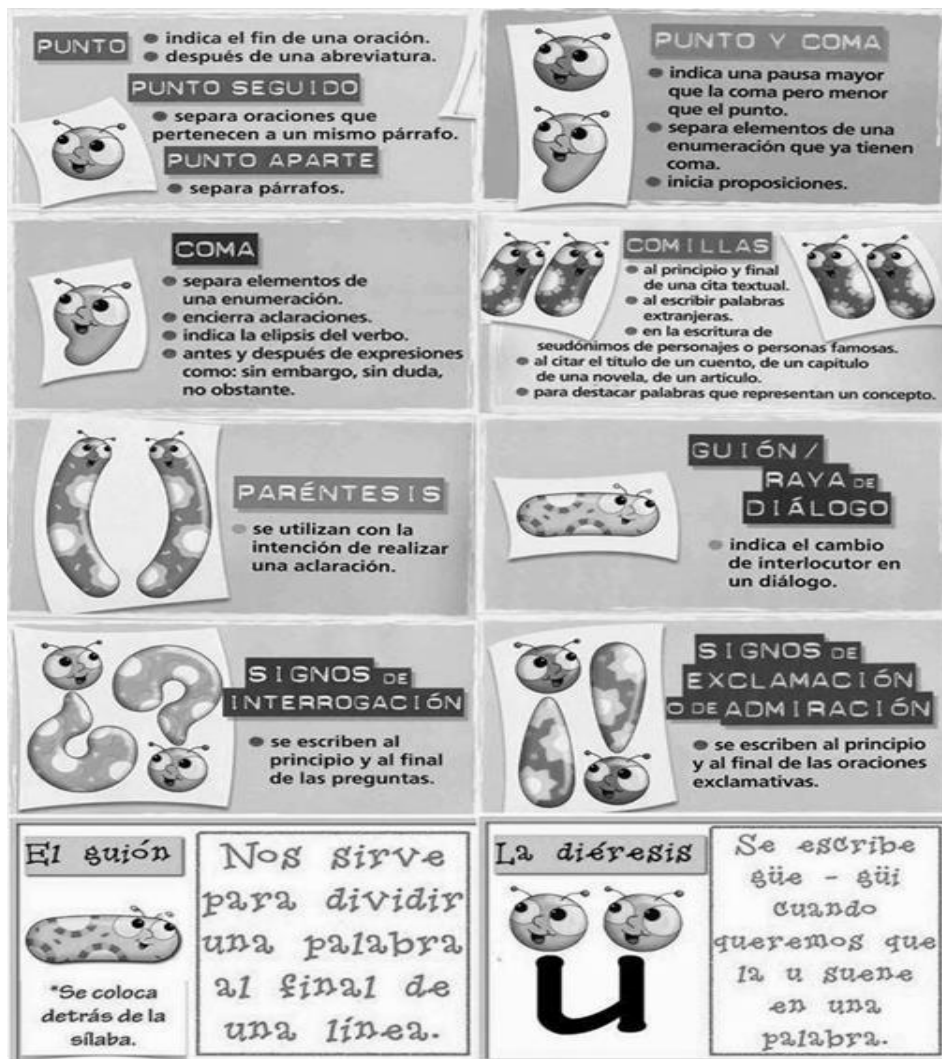 PUNTO
● indica el fin de una oración.
● después de una abreviatura.
PUNTO SEGUIDO
● separa oraciones que
pertenecen a un mismo párrafo.
PUNTO APARTE
● separa párrafos.
PUNTO Y COMA
● indica una pausa mayor
que la coma pero menor
que el punto.
● separa elementos de una
enumeración que ya tienen
coma.
● inicia proposiciones.
COMA
● separa elementos de
una enumeración.
● encierra aclaraciones.
● indica la elipsis del verbo.
● antes y después de expresiones
como: sin embargo, sin duda,
no obstante.
COMILLAS
● al principio y final
de una cita textual.
● al escribir palabras
extranjeras.
● en la escritura de
seudónimos de personajes o personas famosas.
● al citar el título de un cuento, de un capítulo
de una novela, de un artículo.
● para destacar palabras que representan un concepto.
PARÉNTESIS
● se utilizan con la
intención de realizar
una aclaración.
GUIÓN/
RAYA DE
DIÁLOGO
● indica el cambio
de interlocutor en
un diálogo.
SIGNOS DE
INTERROGACIÓN
● se escriben al
principio y al final
de las preguntas.
SIGNOS DE
EXCLAMACIÓN
O DE ADMIRACIÓN
● se escriben al principio
y al final de las oraciones
exclamativas.
El guión
*Se coloca
detrás de la
sílaba.
Nos sirve
para dividir
una palabra
al final de
una línea.
La diéresis
u
Se escribe
güe - güi
cuando
queremos que
la u suene
en una
palabra.